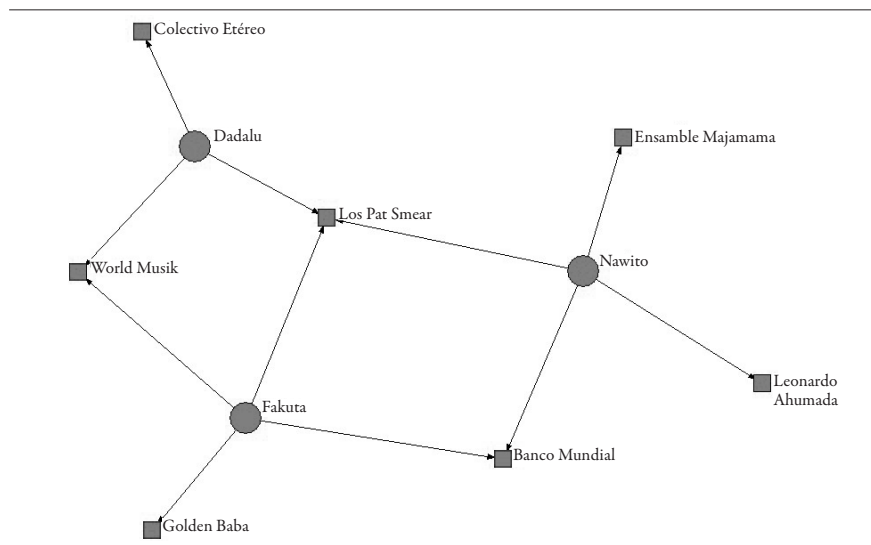 Colectivo Etéreo
Dadalu
Ensamble Majamama
Los Pat Smear
Nawito
World Musik
Leonardo
Ahumada
Fakuta
Banco Mundial
Golden Baba